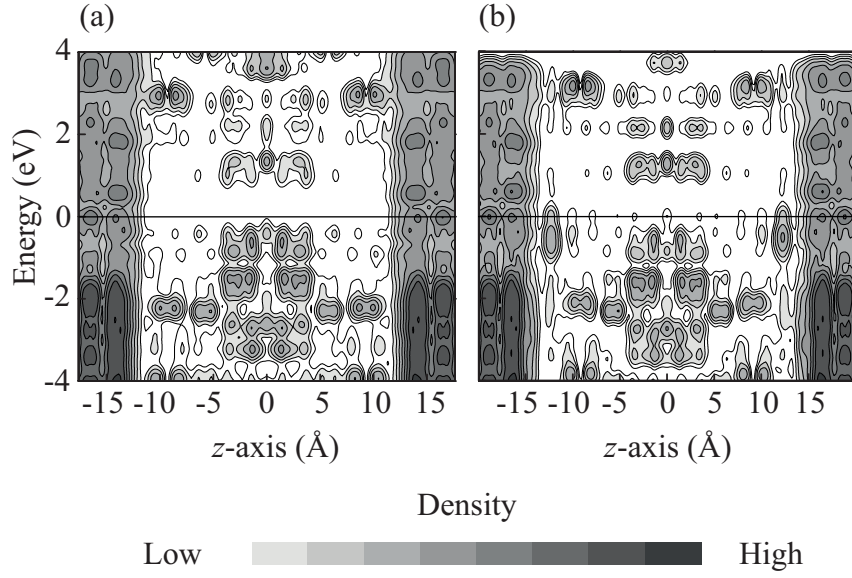 (a) (b)
4
2
0
-2
-4
Energy (eV)
-15 -10 -5 0 5 10 15 -15 -10 -5 0 5 10 15
z-axis (Å) z-axis (Å)
Density
Low High